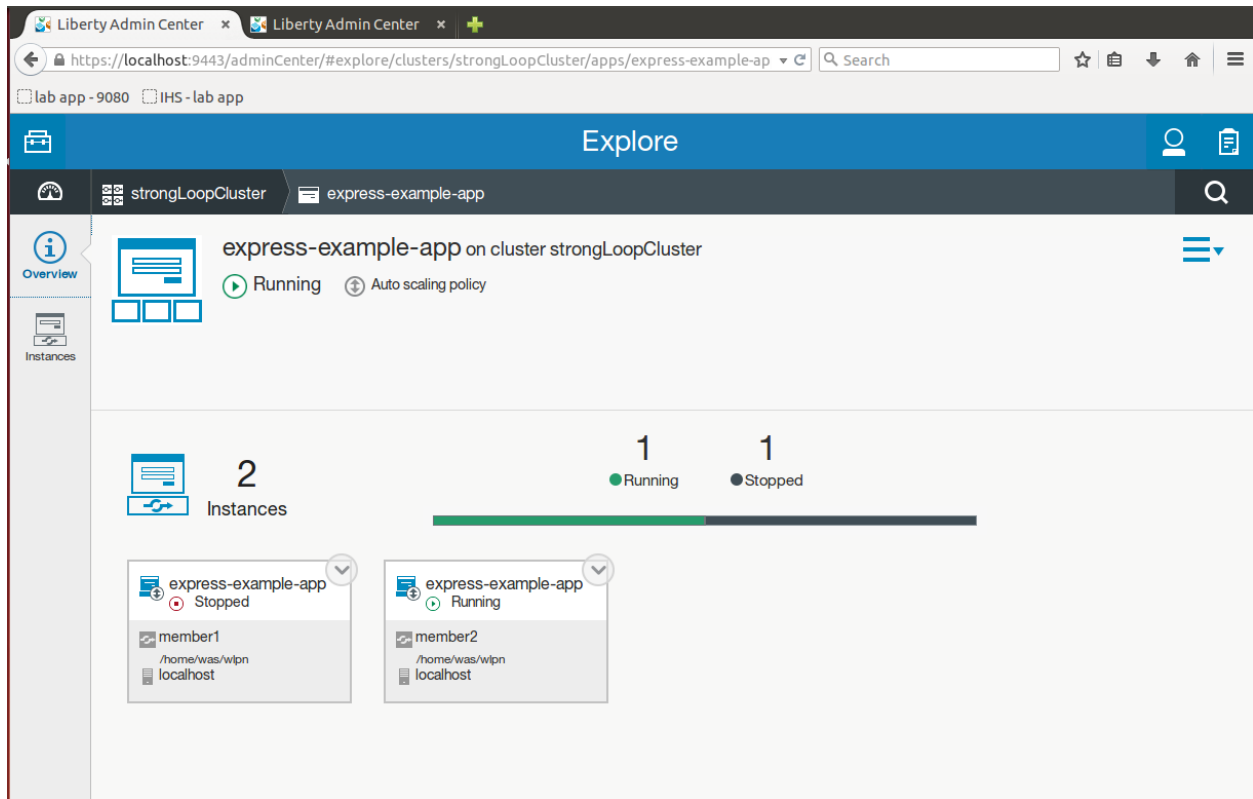 Liberty Admin Center × Liberty Admin Center ×
https://localhost:9443/adminCenter/#explore/clusters/strongLoopCluster/apps/express-example-ap Search
lab app - 9080 IHS - lab app
Explore
strongLoopCluster express-example-app
Overview
Instances
express-example-app on cluster strongLoopCluster
Running Auto scaling policy
2
Instances
1 1
Running Stopped
express-example-app
Stopped
member1
/home/was/wlpn
localhost
express-example-app
Running
member2
/home/was/wlpn
localhost